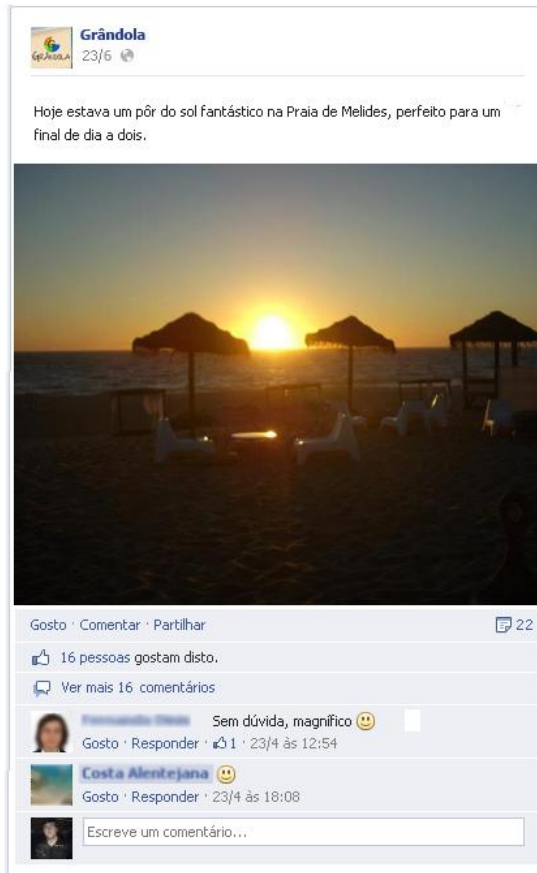 Grândola
23/6
GRÂNDOLA
Hoje estava um pôr do sol fantástico na Praia de Melides, perfeito para um
final de dia a dois.
Gosto · Comentar · Partilhar
22
16 pessoas gostam disto.
Ver mais 16 comentários
Sem dúvida, magnífico
Gosto · Responder · 1 · 23/4 às 12:54
Costa Alentejana
Gosto · Responder · 23/4 às 18:08
Escreve um comentário...